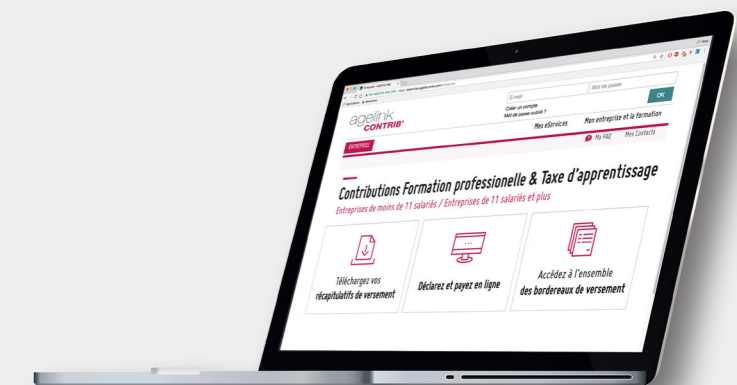 E-mail
Mot de passe
OK
Créer un compte
Mot de passe oublié ?
agelink
CONTRIB'
Mes eServices
Mon entreprise et la formation
ENTREPRISE
? Ma FAQ
Mes Contacts
Contributions Formation professionelle & Taxe d'apprentissage
Entreprises de moins de 11 salariés / Entreprises de 11 salariés et plus
Téléchargez vos
récapitulatifs de versement
Déclarez et payez en ligne
Accédez à l'ensemble
des bordereaux de versement